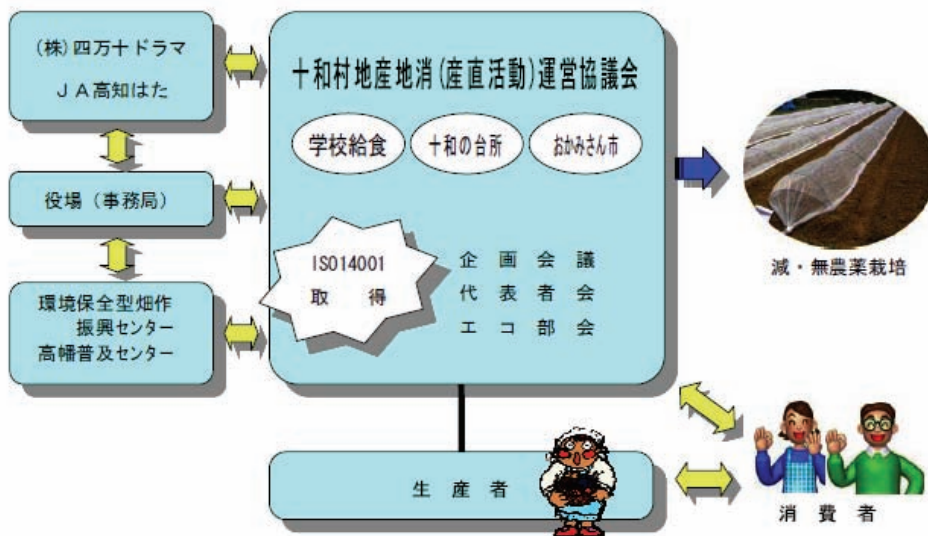 (株)四万十ドラマ
ＪＡ高知はた
役場（事務局）
環境保全型畑作
振興センター
高幡普及センター
十和村地産地消(産直活動)運営協議会
学校給食
十和の台所
おかみさん市
ISO14001
取　得
企　画　会　議
代　表　者　会
エ　コ　部　会
減・無農薬栽培
生　産　者
消　費　者